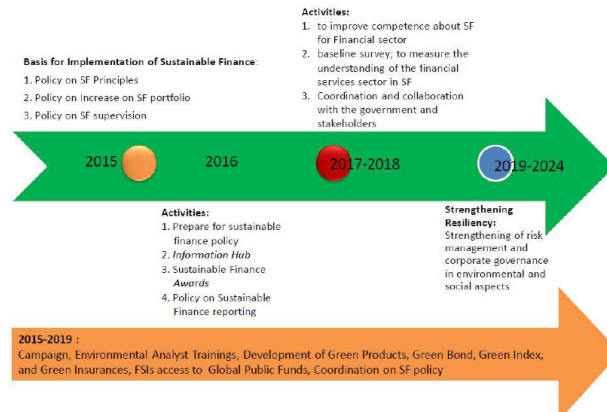 Basis for Implementation of Sustainable Finance:
1. Policy on SF Principles
2. Policy on Increase on SF portfolio
3. Policy on SF supervision
Activities:
1. to improve competence about SF
for Financial sector
2. baseline survey; to measure the
understanding of the financial
services sector in SF
3. Coordination and collaboration
with the government and
stakeholders
2015
2016
2017-2018
2019-2024
Activities:
1. Prepare for sustainable
finance policy
2. Information Hub
3. Sustainable Finance
Awards
4. Policy on Sustainable
Finance reporting
Strengthening
Resiliency:
Strengthening of risk
management and
corporate governance
in environmental and
social aspects
2015-2019 :
Campaign, Environmental Analyst Trainings, Development of Green Products, Green Bond, Green Index,
and Green Insurances, FSIs access to Global Public Funds, Coordination on SF policy